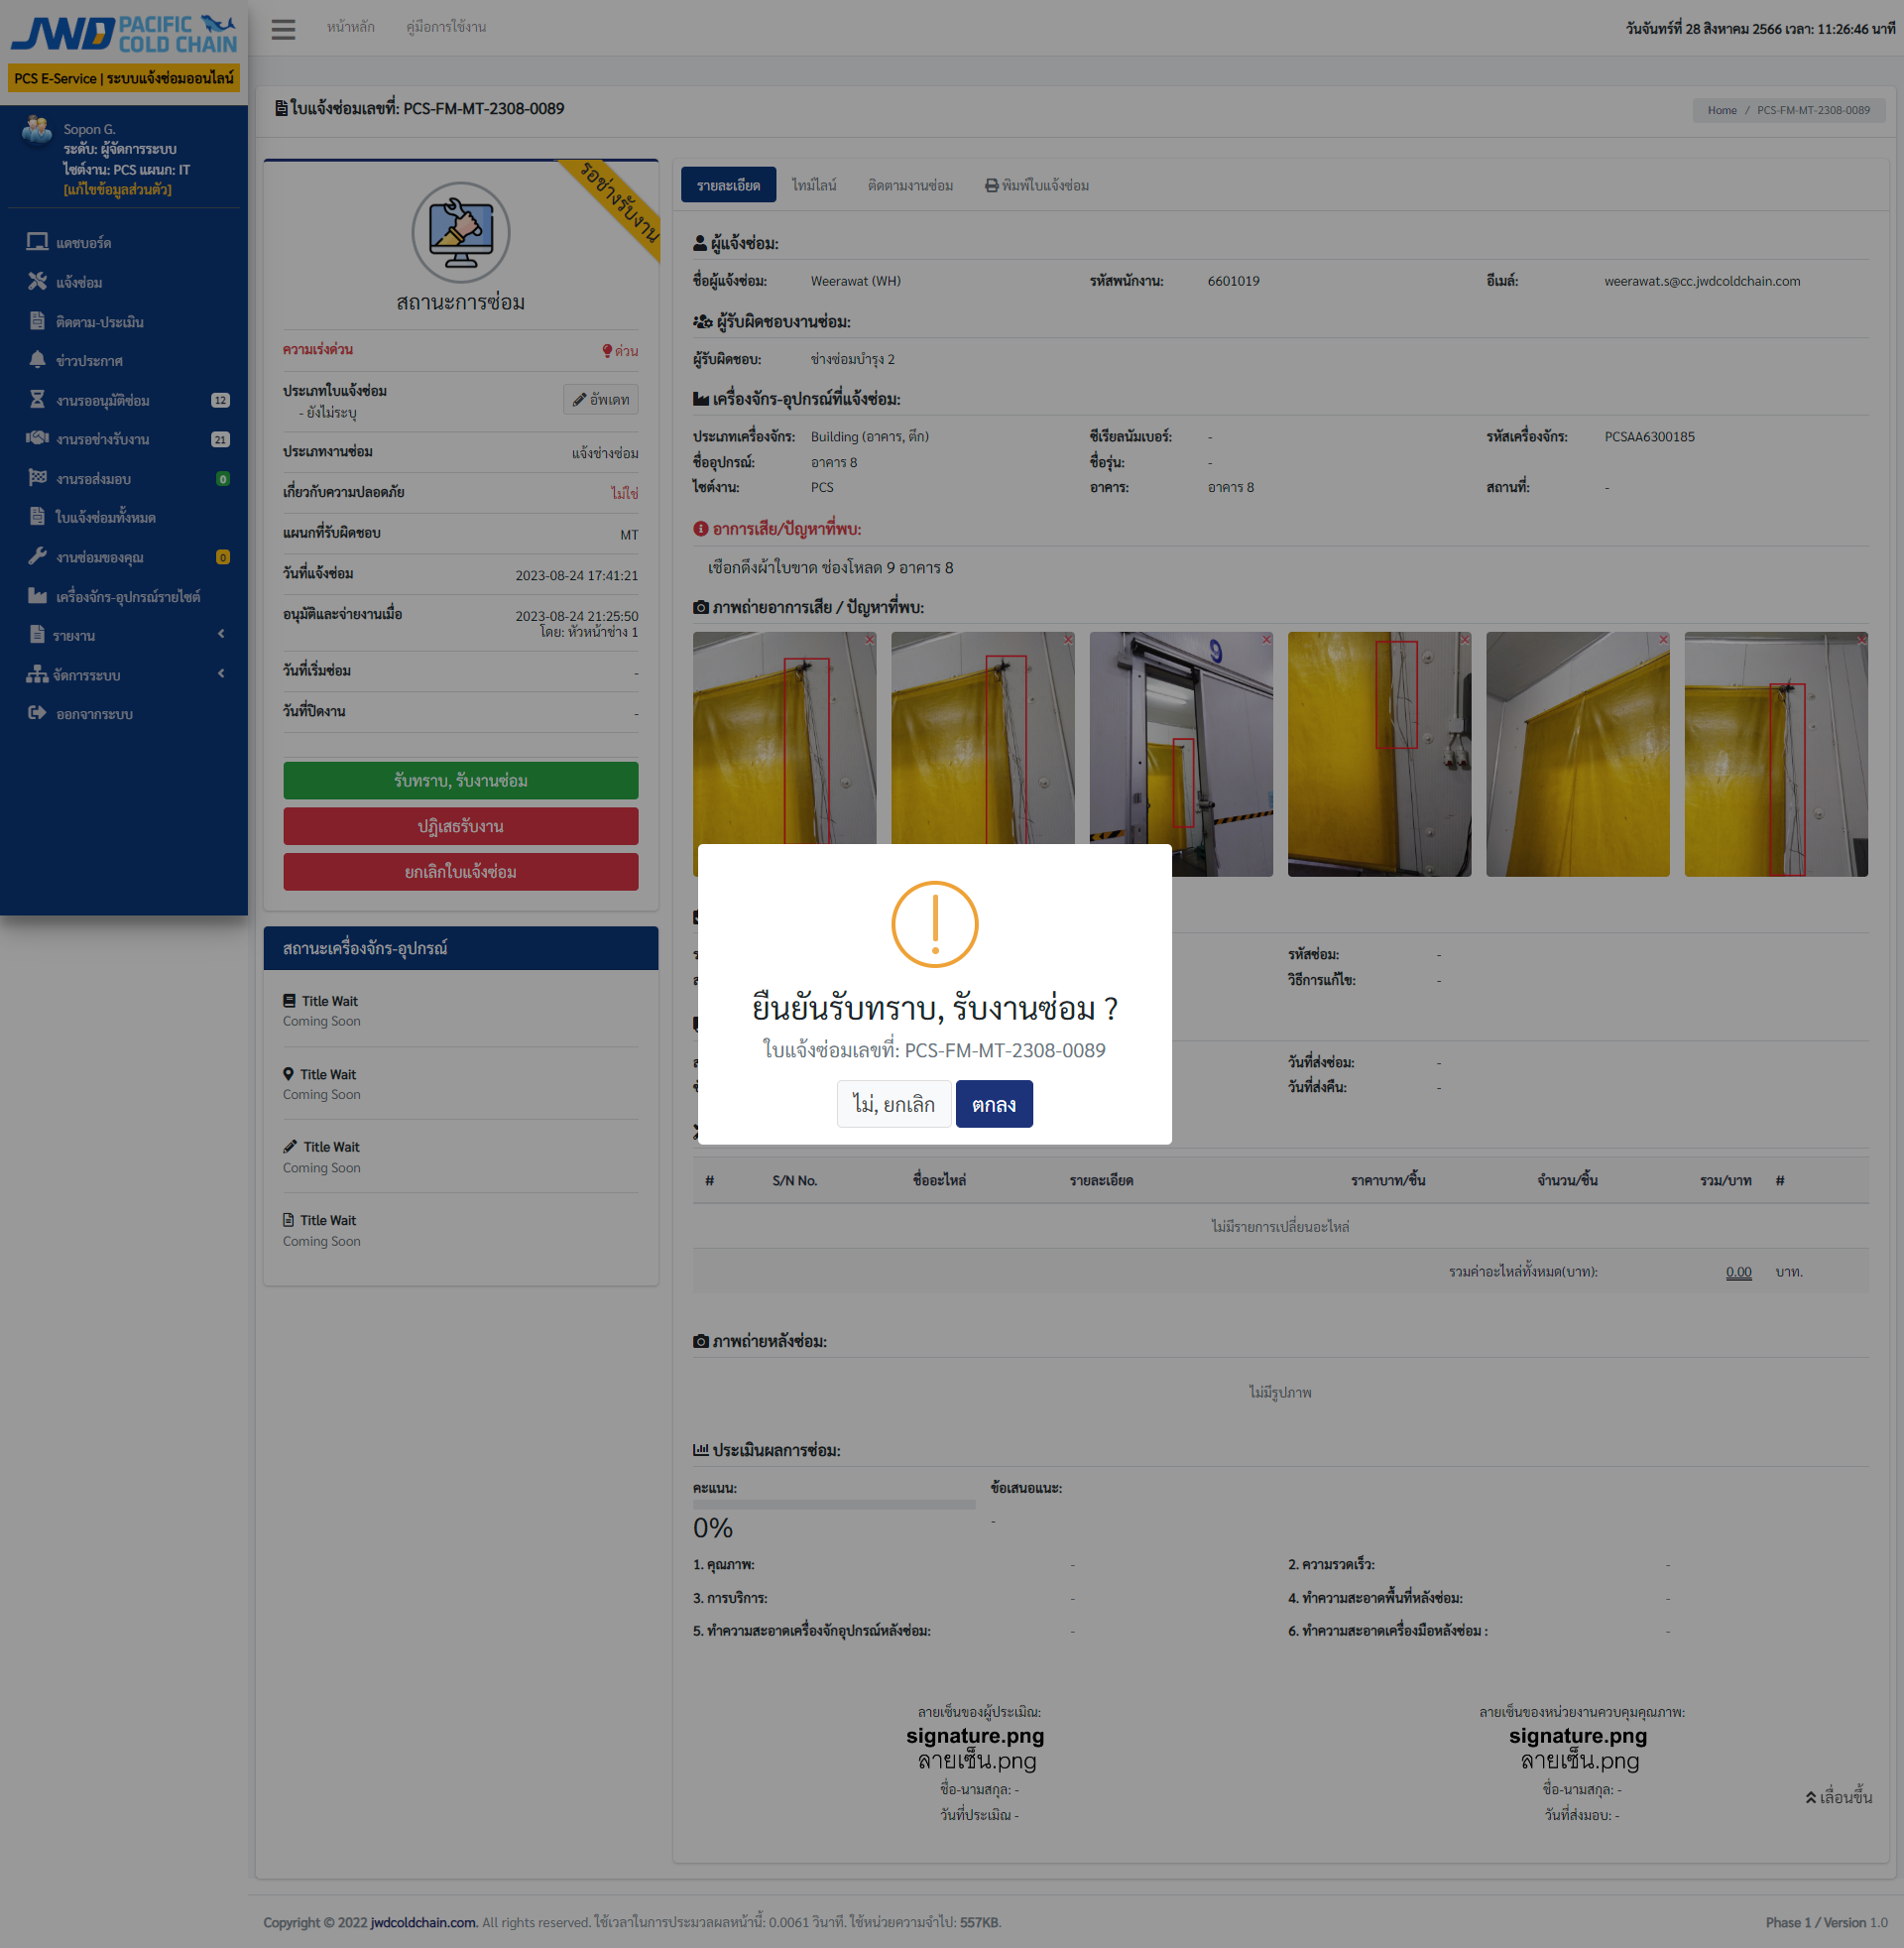 JWD PACIFIC COLD CHAIN
PCS E-Service | ระบบแจ้งซ่อมออนไลน์
Sopon G.
ระดับ: ผู้จัดการระบบ
ไซต์งาน: PCS แผนก: IT
[แก้ไขข้อมูลส่วนตัว]
แดชบอร์ด
แจ้งซ่อม
ติดตาม-ประเมิน
ข่าวประกาศ
งานรออนุมัติซ่อม 12
งานรอช่างรับงาน 21
งานรอส่งมอบ 0
ใบแจ้งซ่อมทั้งหมด
งานซ่อมของคุณ 0
เครื่องจักร-อุปกรณ์รายไซต์
รายงาน
จัดการระบบ
ออกจากระบบ
หน้าหลัก คู่มือการใช้งาน
วันจันทร์ที่ 28 สิงหาคม 2566 เวลา: 11:26:46 นาที
ใบแจ้งซ่อมเลขที่: PCS-FM-MT-2308-0089
Home / PCS-FM-MT-2308-0089
รอช่างรับงาน
สถานะการซ่อม
ความเร่งด่วน ด่วน
ประเภทใบแจ้งซ่อม
- ยังไม่ระบุ
อัพเดท
ประเภทงานซ่อม แจ้งช่างซ่อม
เกี่ยวกับความปลอดภัย ไม่ใช่
แผนกที่รับผิดชอบ MT
วันที่แจ้งซ่อม 2023-08-24 17:41:21
อนุมัติและจ่ายงานเมื่อ 2023-08-24 21:25:50
โดย: หัวหน้าช่าง 1
วันที่เริ่มซ่อม -
วันที่ปิดงาน -
รับทราบ, รับงานซ่อม
ปฏิเสธรับงาน
ยกเลิกใบแจ้งซ่อม
สถานะเครื่องจักร-อุปกรณ์
Title Wait
Coming Soon
Title Wait
Coming Soon
Title Wait
Coming Soon
Title Wait
Coming Soon
รายละเอียด ไทม์ไลน์ ติดตามงานซ่อม พิมพ์ใบแจ้งซ่อม
ผู้แจ้งซ่อม:
ชื่อผู้แจ้งซ่อม: Weerawat (WH) รหัสพนักงาน: 6601019 อีเมล์: weerawat.s@cc.jwdcoldchain.com
ผู้รับผิดชอบงานซ่อม:
ผู้รับผิดชอบ: ช่างซ่อมบำรุง 2
เครื่องจักร-อุปกรณ์ที่แจ้งซ่อม:
ประเภทเครื่องจักร: Building (อาคาร, ตึก) ซีเรียลนัมเบอร์: - รหัสเครื่องจักร: PCSAA6300185
ชื่ออุปกรณ์: อาคาร 8 ชื่อรุ่น: -
ไซต์งาน: PCS อาคาร: อาคาร 8 สถานที่: -
อาการเสีย/ปัญหาที่พบ:
เชือกดึงผ้าใบขาด ช่องโหลด 9 อาคาร 8
ภาพถ่ายอาการเสีย / ปัญหาที่พบ:
9
ยืนยันรับทราบ, รับงานซ่อม ?
ใบแจ้งซ่อมเลขที่: PCS-FM-MT-2308-0089
ไม่, ยกเลิก ตกลง
รหัสซ่อม: -
วิธีการแก้ไข: -
วันที่ส่งซ่อม: -
วันที่ส่งคืน: -
# S/N No. ชื่ออะไหล่ รายละเอียด ราคาบาท/ชิ้น จำนวน/ชิ้น รวม/บาท #
ไม่มีรายการเปลี่ยนอะไหล่
รวมค่าอะไหล่ทั้งหมด(บาท): 0.00 บาท.
ภาพถ่ายหลังซ่อม:
ไม่มีรูปภาพ
ประเมินผลการซ่อม:
คะแนน: ข้อเสนอแนะ:
0% -
1. คุณภาพ: - 2. ความรวดเร็ว: -
3. การบริการ: - 4. ทำความสะอาดพื้นที่หลังซ่อม: -
5. ทำความสะอาดเครื่องจักอุปกรณ์หลังซ่อม: - 6. ทำความสะอาดเครื่องมือหลังซ่อม : -
ลายเซ็นของผู้ประเมิณ: ลายเซ็นของหน่วยงานควบคุมคุณภาพ:
signature.png signature.png
ลายเซ็น.png ลายเซ็น.png
ชื่อ-นามสกุล: - ชื่อ-นามสกุล: -
วันที่ประเมิณ - วันที่ส่งมอบ: -
เลื่อนขึ้น
Copyright © 2022 jwdcoldchain.com. All rights reserved. ใช้เวลาในการประมวลผลหน้านี้: 0.0061 วินาที. ใช้หน่วยความจำไป: 557KB.
Phase 1 / Version 1.0